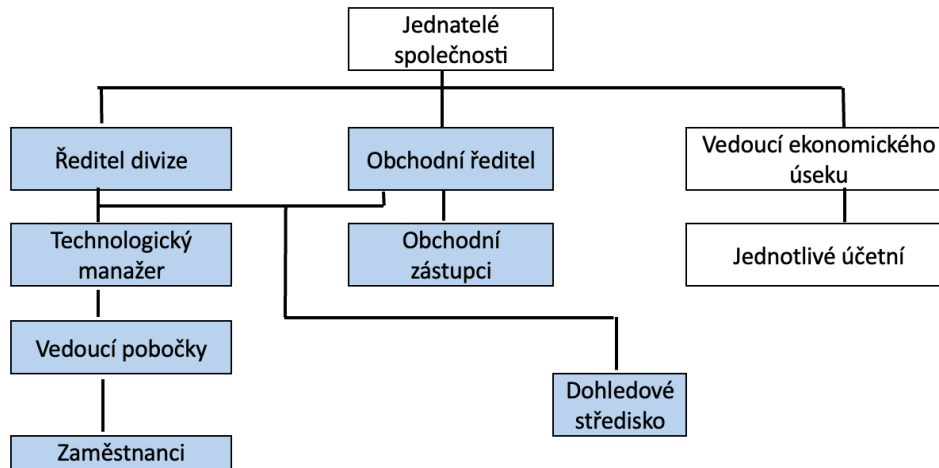 Jednatelé
společnosti
Ředitel divize
Obchodní ředitel
Vedoucí ekonomického
úseku
Technologický
manažer
Obchodní
zástupci
Jednotlivé účetní
Vedoucí pobočky
Dohledové
středisko
Zaměstnanci